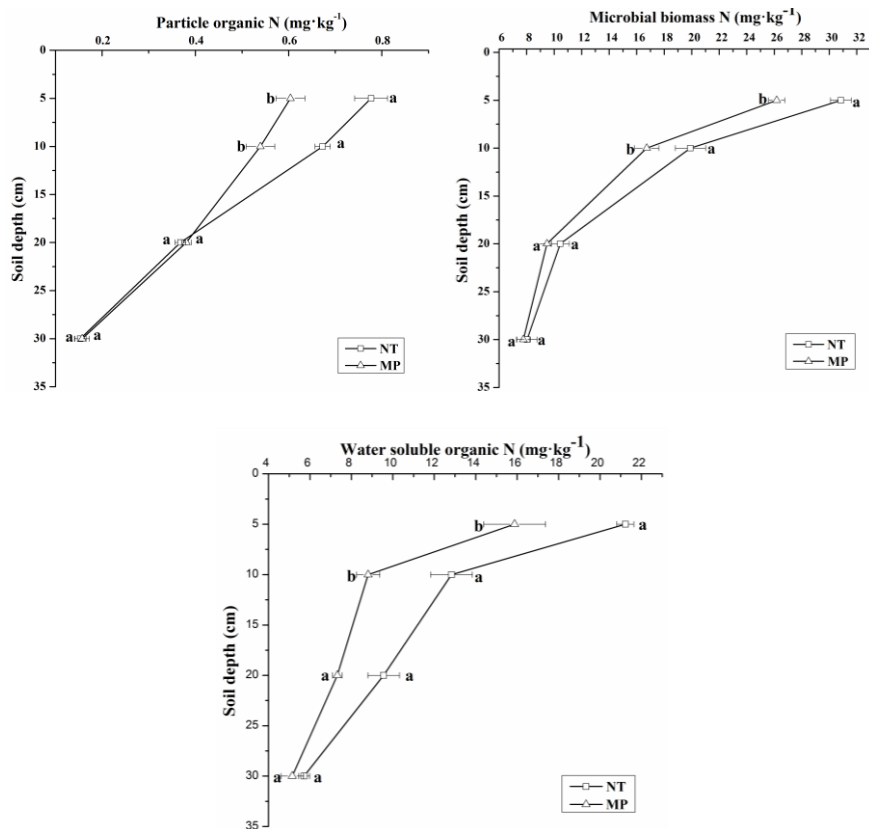 Particle organic N (mg·kg-1)
0.2 0.4 0.6 0.8
0
5
10
15
20
25
30
35
Soil depth (cm)
b a
b a
a a
a a
NT
MP
Microbial biomass N (mg·kg-1)
6 8 10 12 14 16 18 20 22 24 26 28 30 32
0
5
10
15
20
25
30
35
Soil depth (cm)
b a
b a
a a
a a
NT
MP
Water soluble organic N (mg·kg-1)
4 6 8 10 12 14 16 18 20 22
0
5
10
15
20
25
30
35
Soil depth (cm)
b a
b a
a a
a a
NT
MP